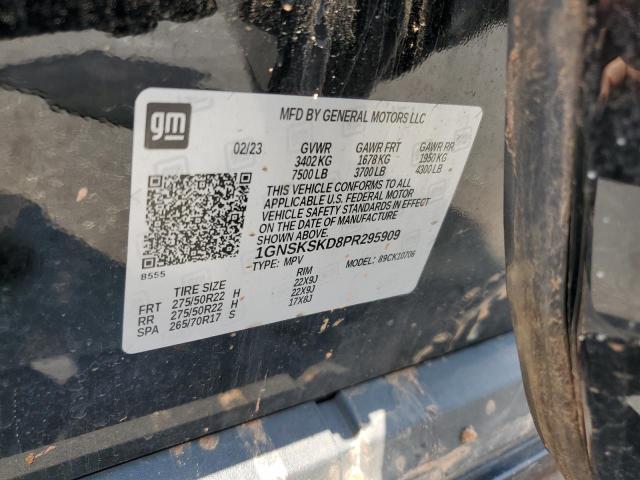 gm
MFD BY GENERAL MOTORS LLC
02/23 GVWR GAWR FRT GAWR RR
3402 KG 1678 KG 1950 KG
7500 LB 3700 LB 4300 LB
THIS VEHICLE CONFORMS TO ALL
APPLICABLE U.S. FEDERAL MOTOR
VEHICLE SAFETY STANDARDS IN EFFECT
ON THE DATE OF MANUFACTURE
SHOWN ABOVE.
1GNSKSKD8PR295909
TYPE: MPV MODEL: 89CK10706
8555
TIRE SIZE RIM
FRT 275/50R22 H 22X9J
RR 275/50R22 H 22X9J
SPA 265/70R17 S 17X8J